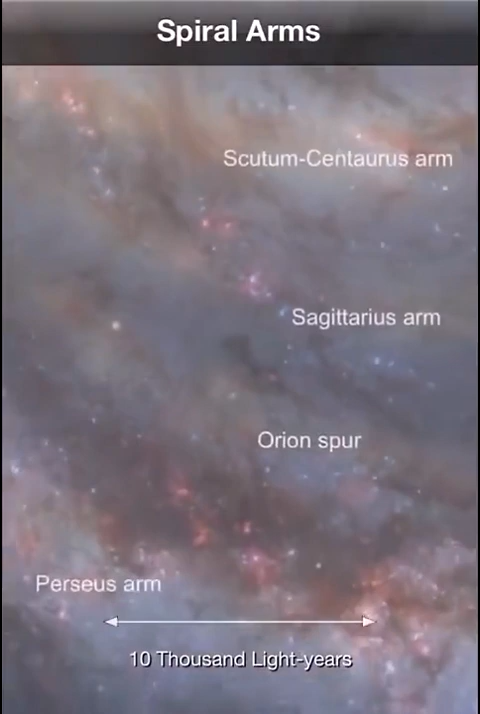 Spiral Arms
Scutum-Centaurus arm
Sagittarius arm
Orion spur
Perseus arm
10 Thousand Light-years